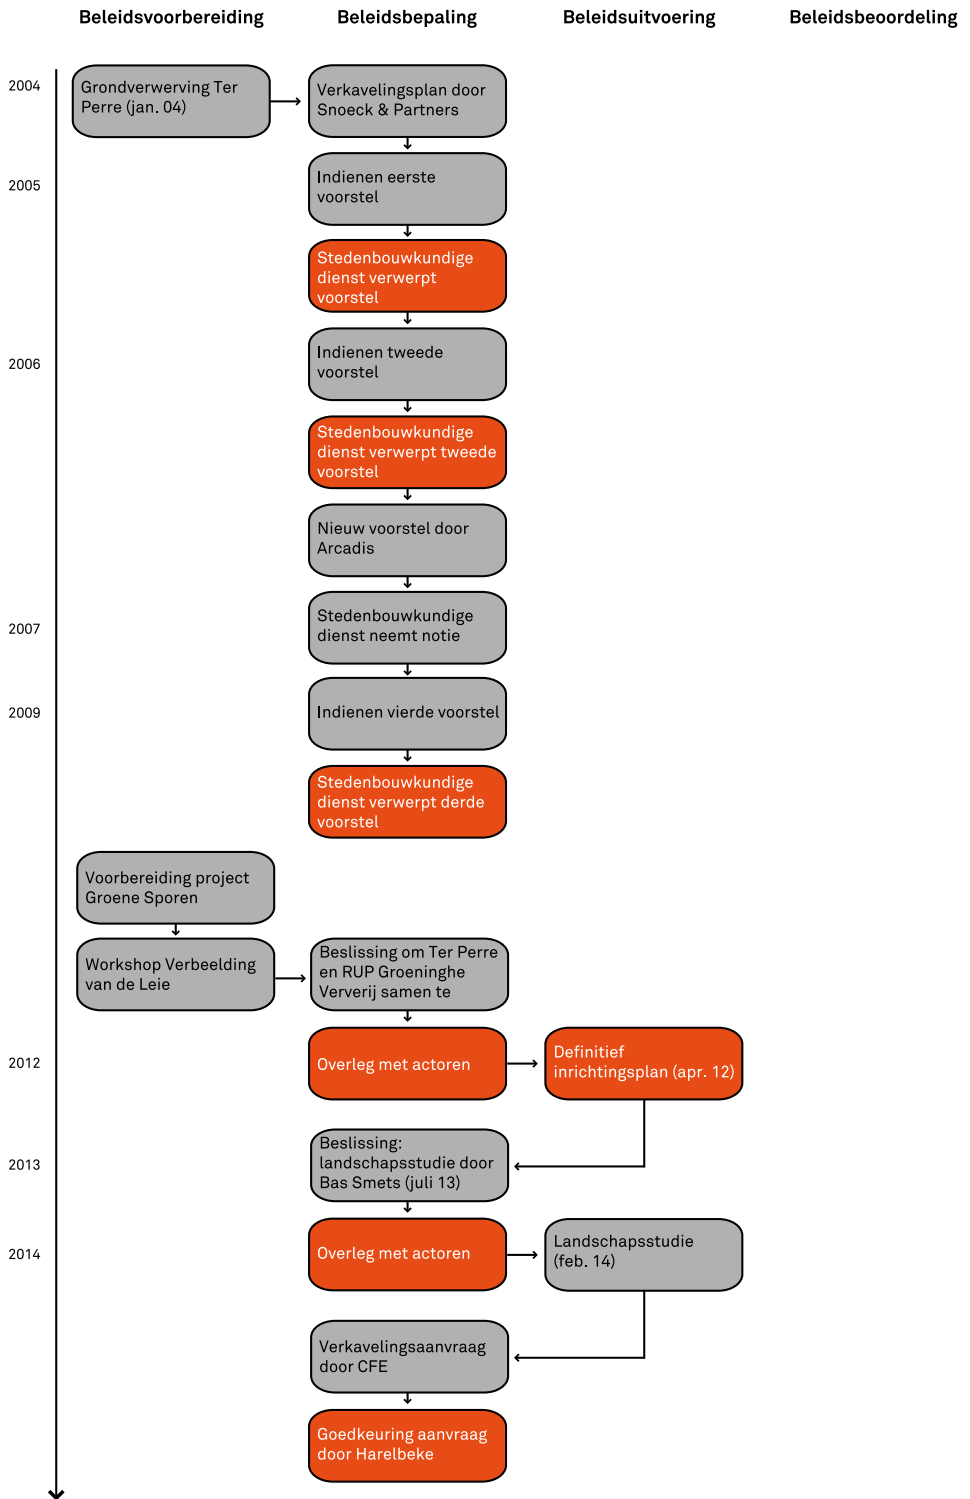 Beleidsvoorbereiding
Beleidsbepaling
Beleidsuitvoering
Beleidsbeoordeling
2004
Grondverwerving Ter
Perre (jan. 04)
Verkavelingsplan door
Snoeck & Partners
2005
Indienen eerste
voorstel
Stedenbouwkundige
dienst verwerpt
voorstel
2006
Indienen tweede
voorstel
Stedenbouwkundige
dienst verwerpt tweede
voorstel
Nieuw voorstel door
Arcadis
2007
Stedenbouwkundige
dienst neemt notie
2009
Indienen vierde voorstel
Stedenbouwkundige
dienst verwerpt derde
voorstel
Voorbereiding project
Groene Sporen
Workshop Verbeelding
van de Leie
Beslissing om Ter Perre
en RUP Groeninghe
Ververij samen te
2012
Overleg met actoren
Definitief
inrichtingsplan (apr. 12)
2013
Beslissing:
landschapsstudie door
Bas Smets (juli 13)
2014
Overleg met actoren
Landschapsstudie
(feb. 14)
Verkavelingsaanvraag
door CFE
Goedkeuring aanvraag
door Harelbeke